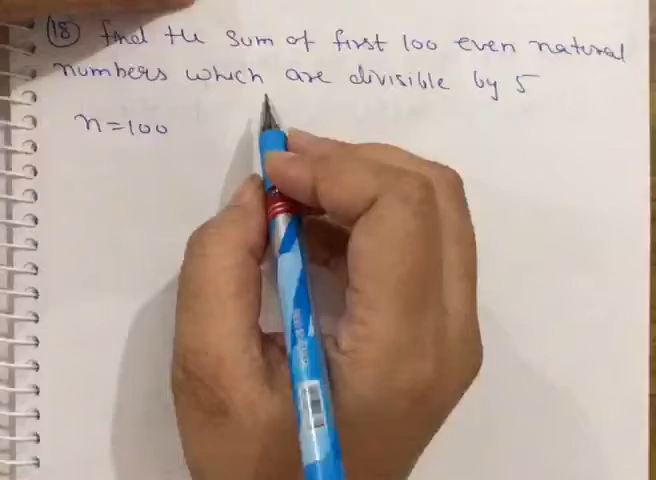 (18) find the sum of first 100 even natural
numbers which are divisible by 5
n=100